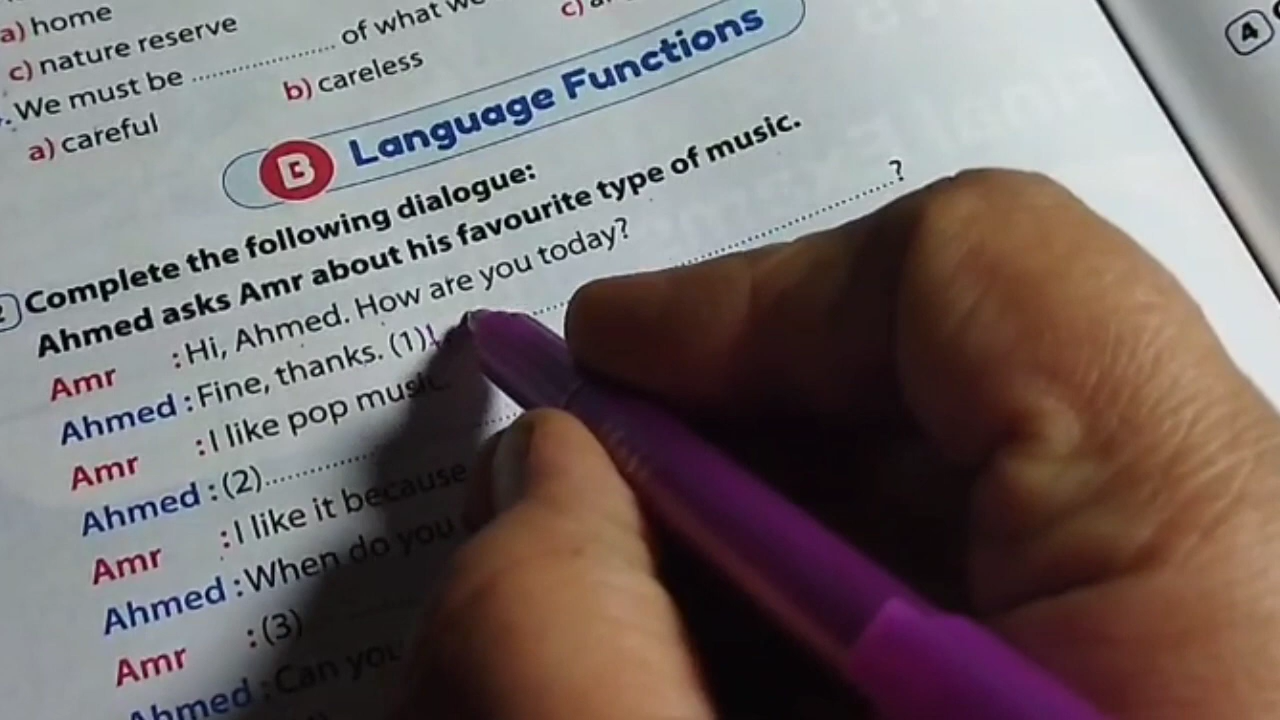 a) home
c) nature reserve
c)
We must be .................... of what we
a) careful
b) careless
B Language Functions
Complete the following dialogue:
Ahmed asks Amr about his favourite type of music.
Amr : Hi, Ahmed. How are you today?
Ahmed : Fine, thanks. (1) ....................?
Amr : I like pop music
Ahmed : (2)....................
Amr : I like it because
Ahmed : When do you
Amr : (3)
Ahmed : Can you
A